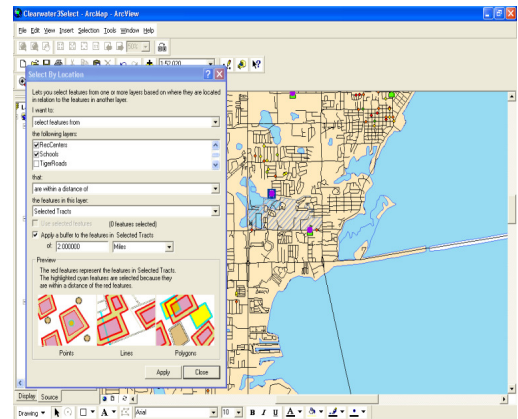 Clearwater3Select - ArcMap - ArcView
File Edit View Insert Selection Tools Window Help
50%
1:52,020
Select By Location
Lets you select features from one or more layers based on where they are located
in relation to the features in another layer.
I want to:
select features from
the following layers:
RecCenters
Schools
TigerRoads
that:
are within a distance of
the features in this layer:
Selected Tracts
Use selected features (0 features selected)
Apply a buffer to the features in Selected Tracts
of: 2.000000 Miles
Preview
The red features represent the features in Selected Tracts.
The highlighted cyan features are selected because they
are within a distance of the red features.
Points Lines Polygons
Apply Close
Display Source
Drawing A Arial 10 B I U A